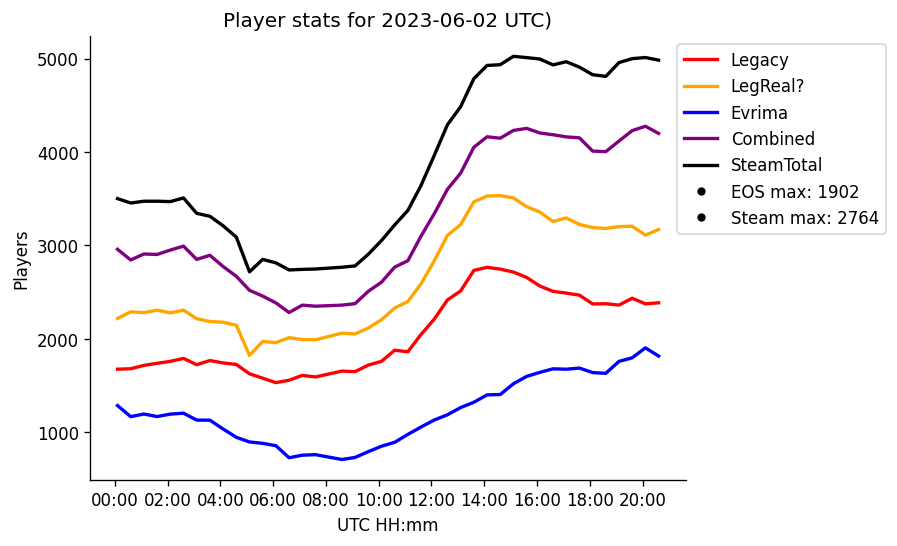 Player stats for 2023-06-02 UTC)
Legacy
LegReal?
Evrima
Combined
SteamTotal
EOS max: 1902
Steam max: 2764
Players
5000
4000
3000
2000
1000
00:00 02:00 04:00 06:00 08:00 10:00 12:00 14:00 16:00 18:00 20:00
UTC HH:mm